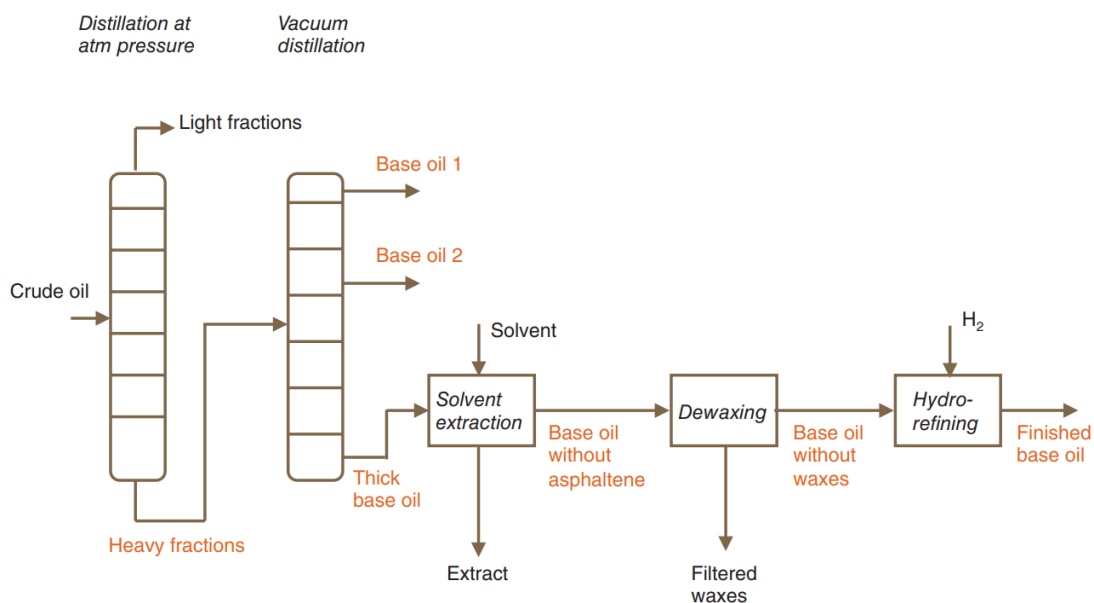 Distillation at
atm pressure
Vacuum
distillation
Light fractions
Base oil 1
Base oil 2
Crude oil
Solvent
H₂
Solvent
extraction
Dewaxing
Hydro-
refining
Base oil
without
asphaltene
Base oil
without
waxes
Finished
base oil
Thick
base oil
Heavy fractions
Extract
Filtered
waxes